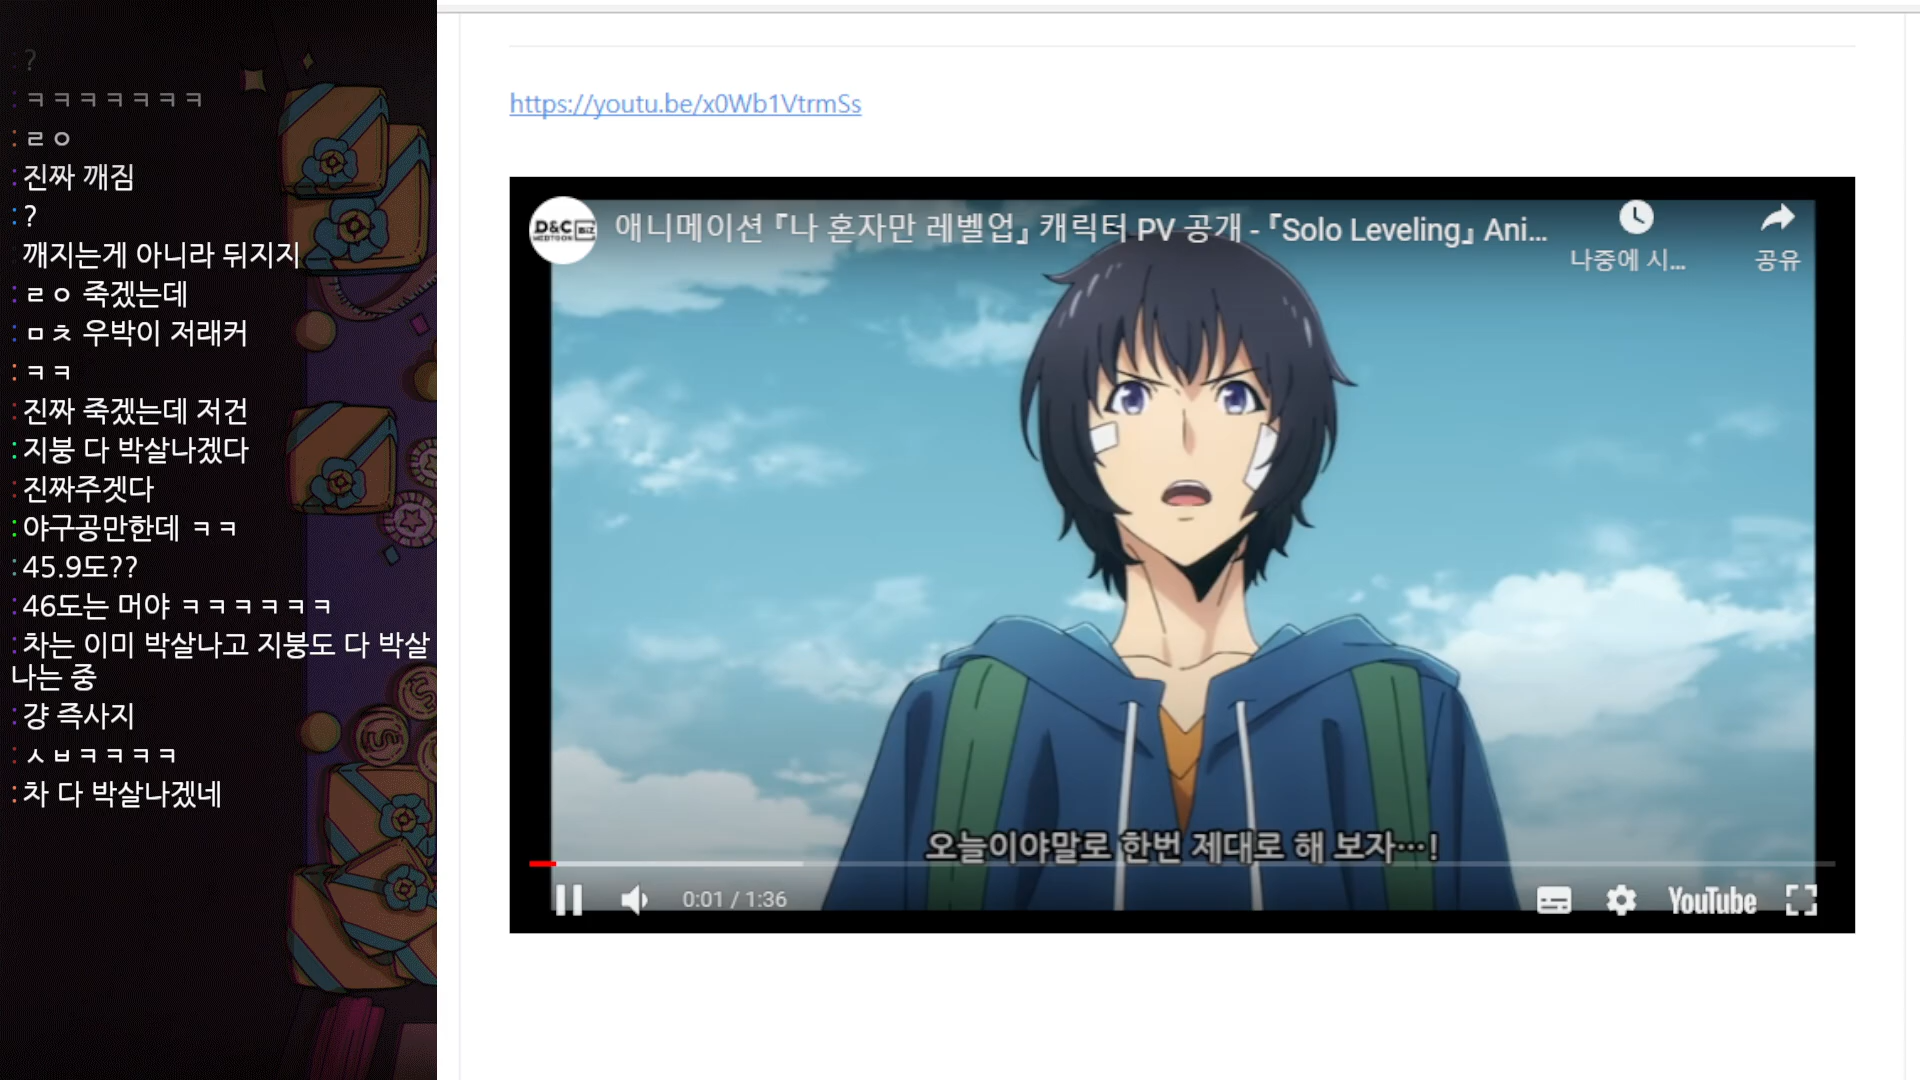 : ?
: ㅋㅋㅋㅋㅋㅋㅋ
: ㄹㅇ
: 진짜 깨짐
: ?
깨지는게 아니라 뒤지지
: ㄹㅇ 죽겠는데
: ㅁㅊ 우박이 저래커
: ㅋㅋ
: 진짜 죽겠는데 저건
: 지붕 다 박살나겠다
: 진짜주겟다
: 야구공만한데 ㅋㅋ
: 45.9도??
: 46도는 머야 ㅋㅋㅋㅋㅋㅋ
: 차는 이미 박살나고 지붕도 다 박살
나는 중
: 걍 즉사지
: ㅅㅂㅋㅋㅋㅋ
: 차 다 박살나겠네
https://youtu.be/x0Wb1VtrmSs
D&C BIZ
WEBTOON
애니메이션 『나 혼자만 레벨업』 캐릭터 PV 공개 - 『Solo Leveling』 Ani...
나중에 시...
공유
오늘이야말로 한번 제대로 해 보자…!
0:01 / 1:36
YouTube